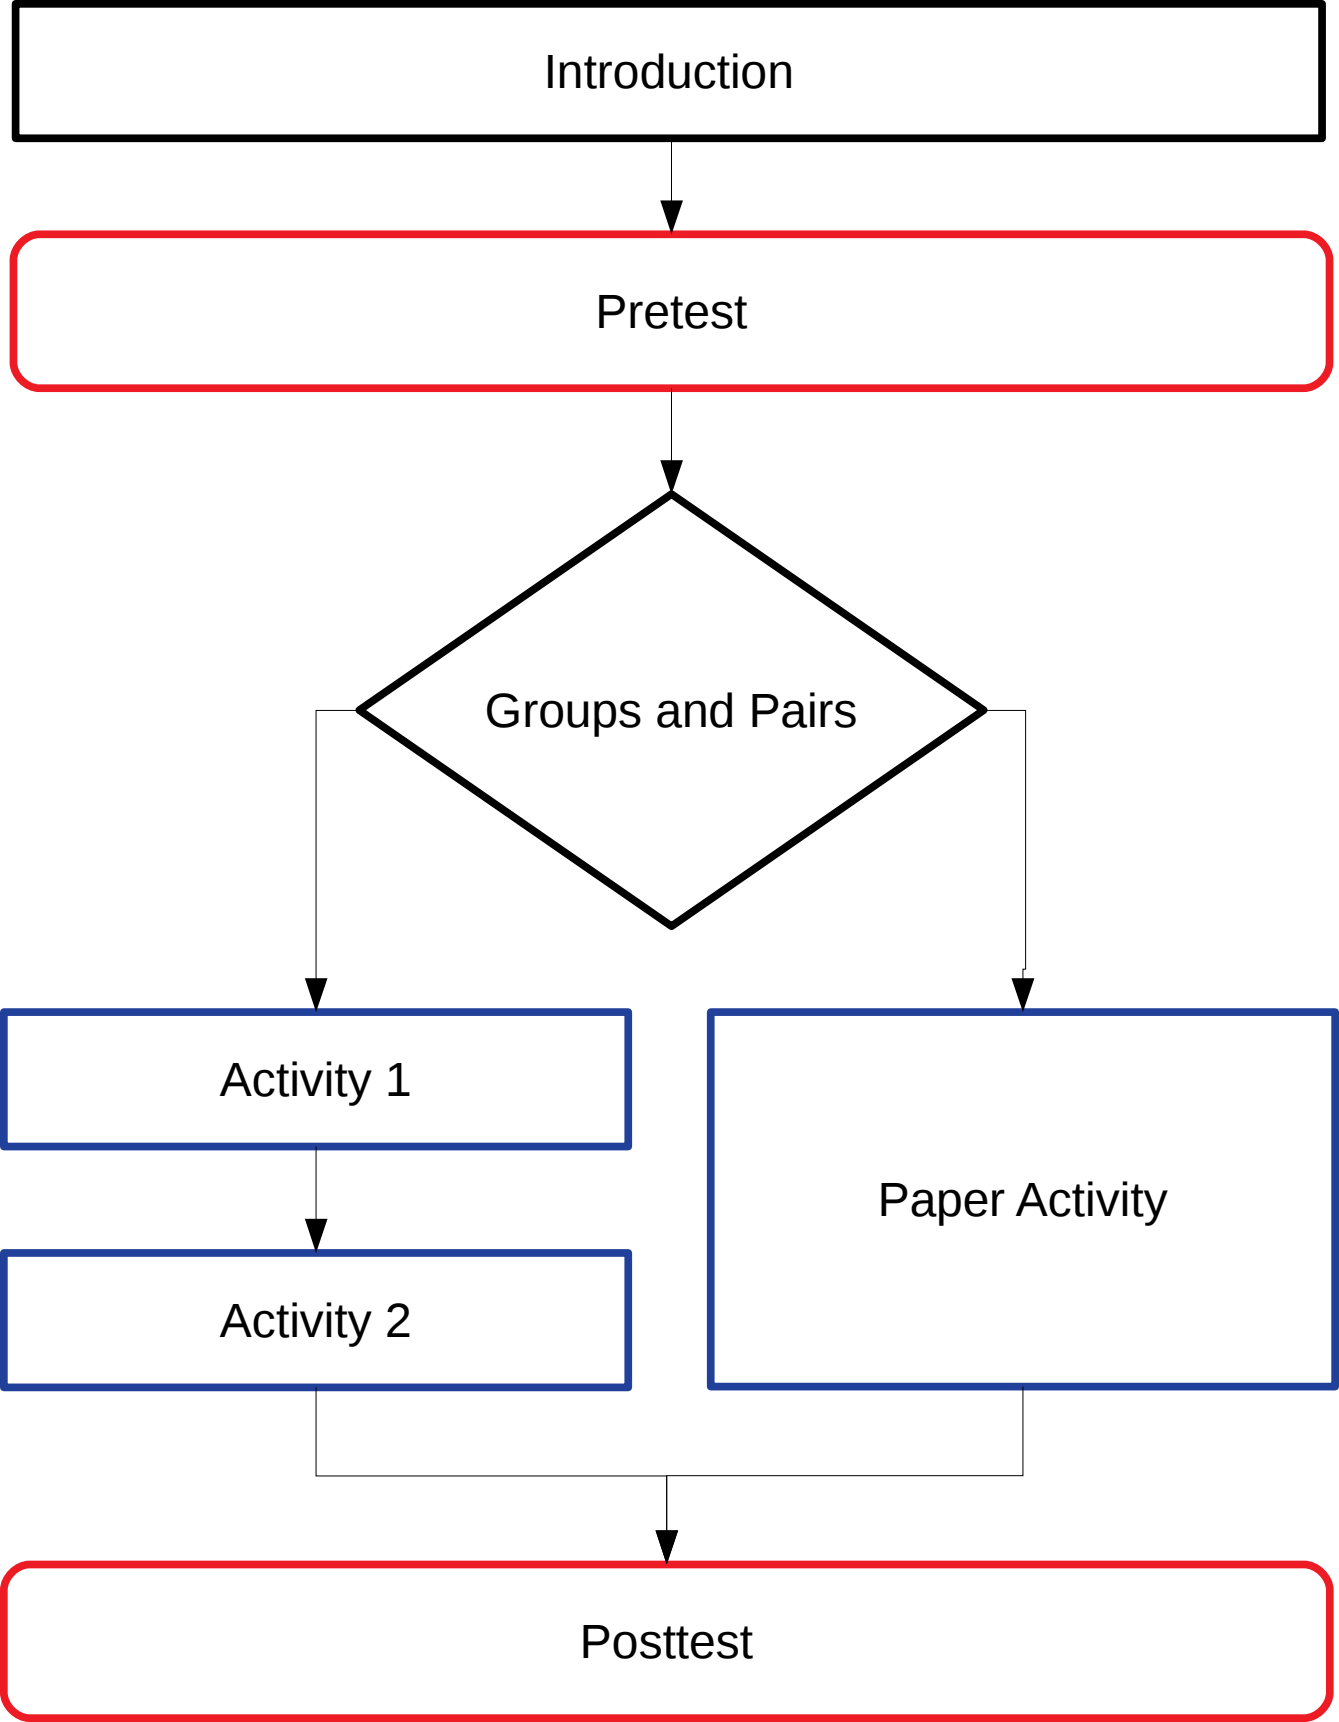 Introduction
Pretest
Groups and Pairs
Activity 1
Paper Activity
Activity 2
Posttest